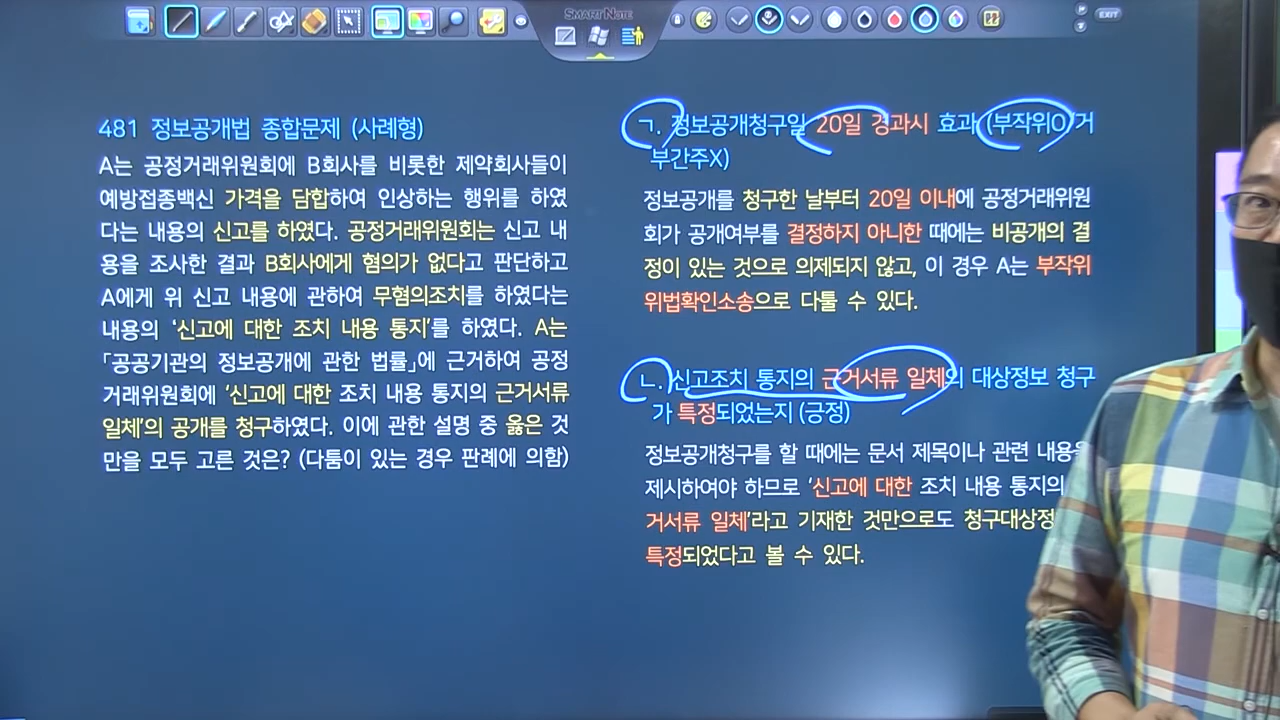 SMARTNOTE
EXIT
481 정보공개법 종합문제 (사례형)
A는 공정거래위원회에 B회사를 비롯한 제약회사들이
예방접종백신 가격을 담합하여 인상하는 행위를 하였
다는 내용의 신고를 하였다. 공정거래위원회는 신고 내
용을 조사한 결과 B회사에게 혐의가 없다고 판단하고
A에게 위 신고 내용에 관하여 무혐의조치를 하였다는
내용의 ‘신고에 대한 조치 내용 통지’를 하였다. A는
「공공기관의 정보공개에 관한 법률」에 근거하여 공정
거래위원회에 ‘신고에 대한 조치 내용 통지의 근거서류
일체’의 공개를 청구하였다. 이에 관한 설명 중 옳은 것
만을 모두 고른 것은? (다툼이 있는 경우 판례에 의함)
ㄱ. 정보공개청구일 20일 경과시 효과 (부작위O/거
부간주X)
정보공개를 청구한 날부터 20일 이내에 공정거래위원
회가 공개여부를 결정하지 아니한 때에는 비공개의 결
정이 있는 것으로 의제되지 않고, 이 경우 A는 부작위
위법확인소송으로 다툴 수 있다.
ㄴ. 신고조치 통지의 근거서류 일체의 대상정보 청구
가 특정되었는지 (긍정)
정보공개청구를 할 때에는 문서 제목이나 관련 내용을
제시하여야 하므로 ‘신고에 대한 조치 내용 통지의
거서류 일체’라고 기재한 것만으로도 청구대상정
특정되었다고 볼 수 있다.